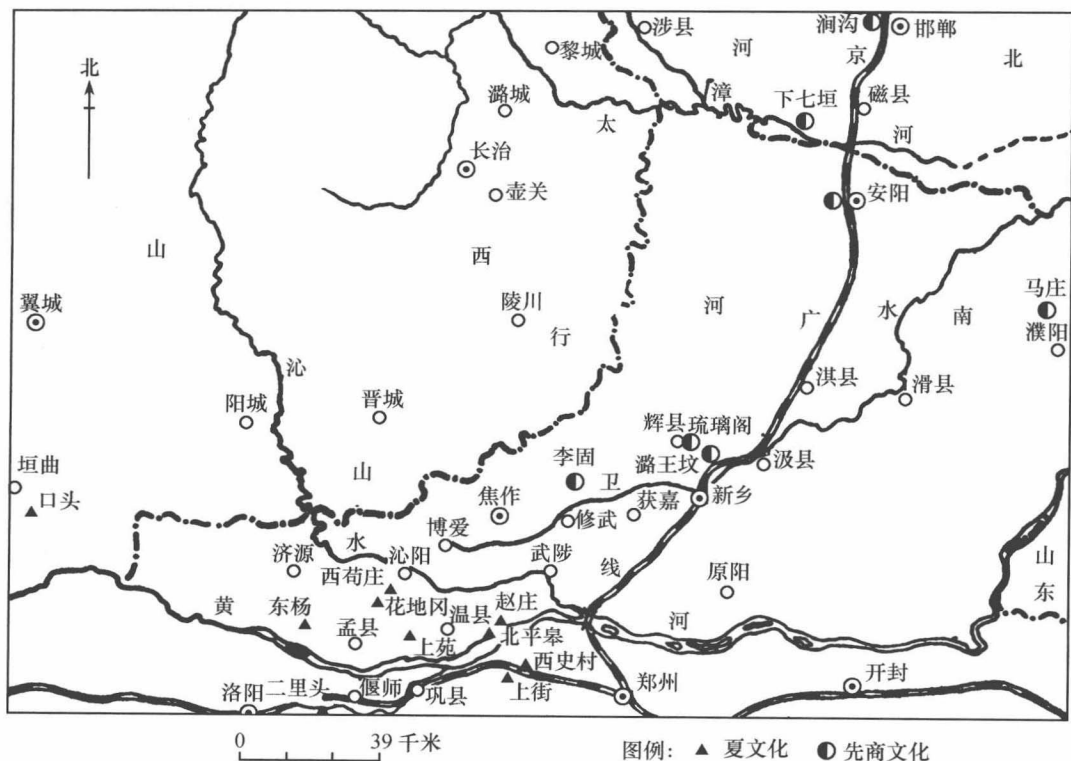 涧沟
邯郸
涉县
河
京
北
黎城
北
漳
潞城
太
下七垣
磁县
河
长治
安阳
壶关
山
西
马庄
翼城
陵川
河
广
水
南
濮阳
行
沁
淇县
滑县
阳城
晋城
辉县
琉璃阁
潞王坟
汲县
垣曲
山
李固
卫
口头
焦作
获嘉
新乡
修武
博爱
水
济源
沁阳
武陟
线
原阳
山
东
西苟庄
黄
东杨
花地冈
温县
赵庄
河
孟县
上苑
北平皋
西史村
洛阳
二里头
偃师
巩县
上街
郑州
开封
0 39 千米
图例: ▲ 夏文化 ◐ 先商文化